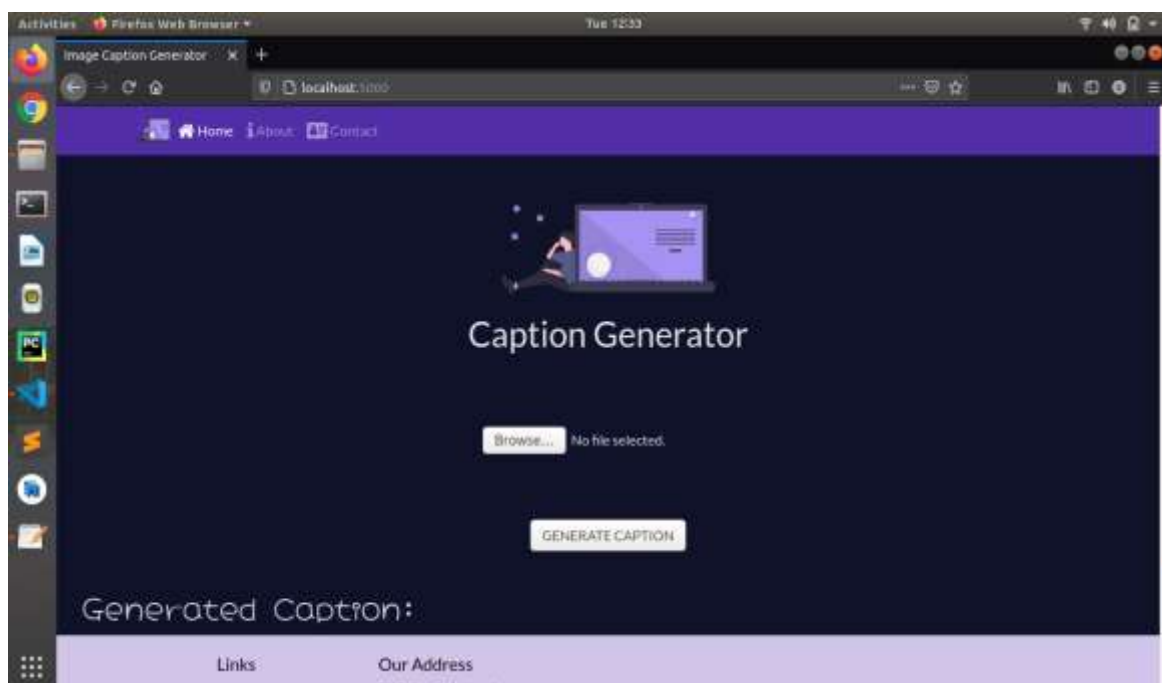 Activities Firefox Web Browser Tue 12:33
Image Caption Generator
localhost:5000
Home About Contact
Caption Generator
Browse... No file selected.
GENERATE CAPTION
Generated Caption:
Links Our Address